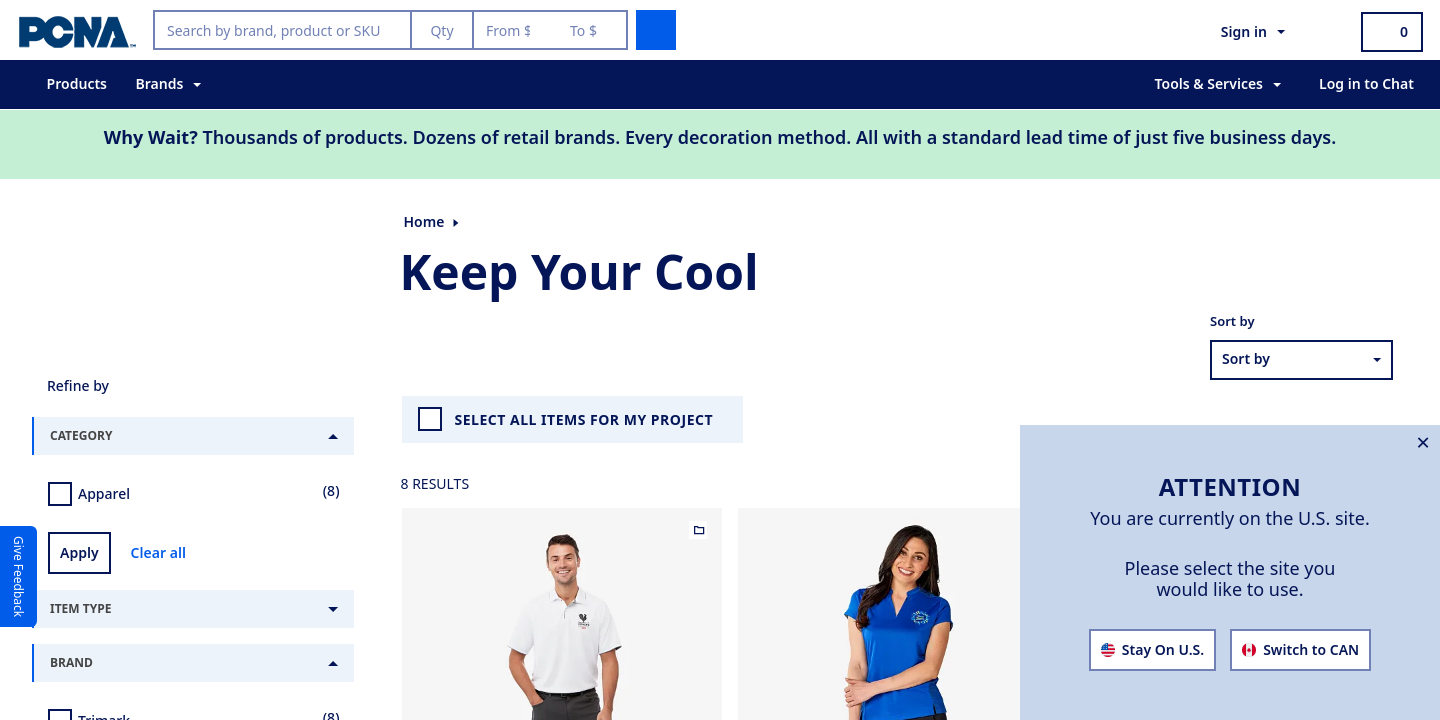 PCNA
Search by brand, product or SKU
Qty
From $
To $
Sign in
0
Products
Brands
Tools & Services
Log in to Chat
Why Wait? Thousands of products. Dozens of retail brands. Every decoration method. All with a standard lead time of just five business days.
Home
Keep Your Cool
Sort by
Sort by
Refine by
CATEGORY
Apparel
(8)
Apply
Clear all
ITEM TYPE
BRAND
Trimark
(8)
Give Feedback
SELECT ALL ITEMS FOR MY PROJECT
8 RESULTS
ATTENTION
You are currently on the U.S. site.
Please select the site you
would like to use.
Stay On U.S.
Switch to CAN